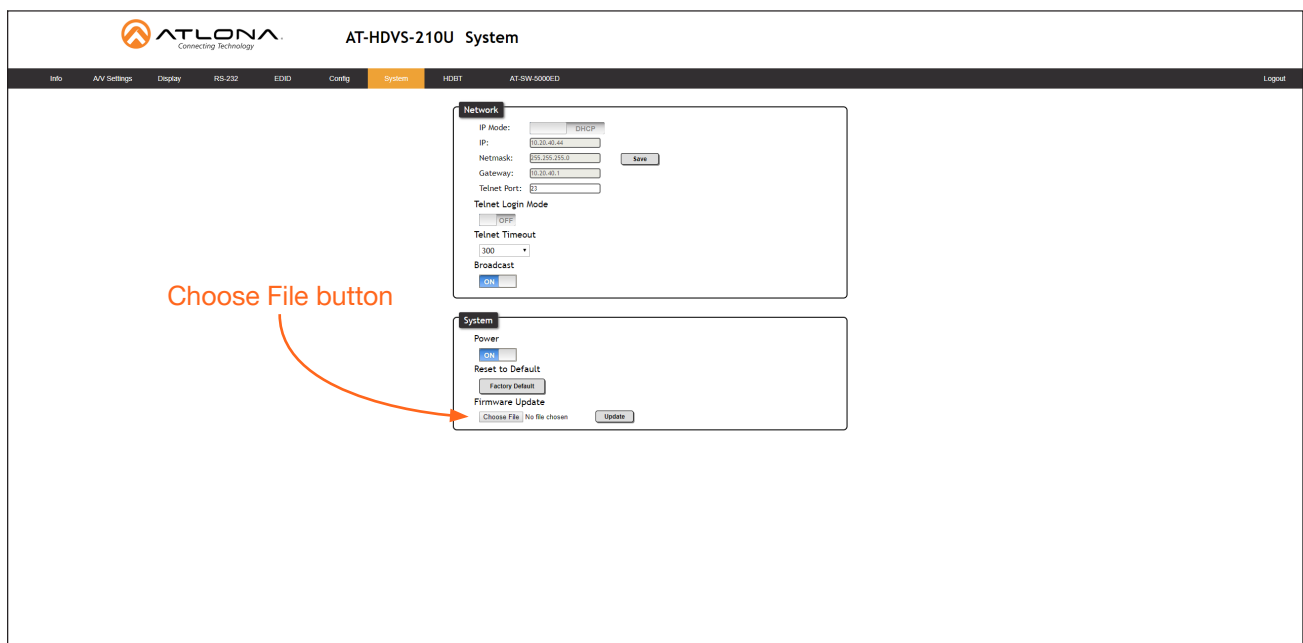 ATLONA.
Connecting Technology
AT-HDVS-210U System
Info A/V Settings Display RS-232 EDID Config System HDBT AT-SW-5000ED Logout
Network
IP Mode: DHCP
IP: 10.20.40.44
Netmask: 255.255.255.0 Save
Gateway: 10.20.40.1
Telnet Port: 23
Telnet Login Mode
OFF
Telnet Timeout
300
Broadcast
ON
Choose File button
System
Power
ON
Reset to Default
Factory Default
Firmware Update
Choose File No file chosen Update